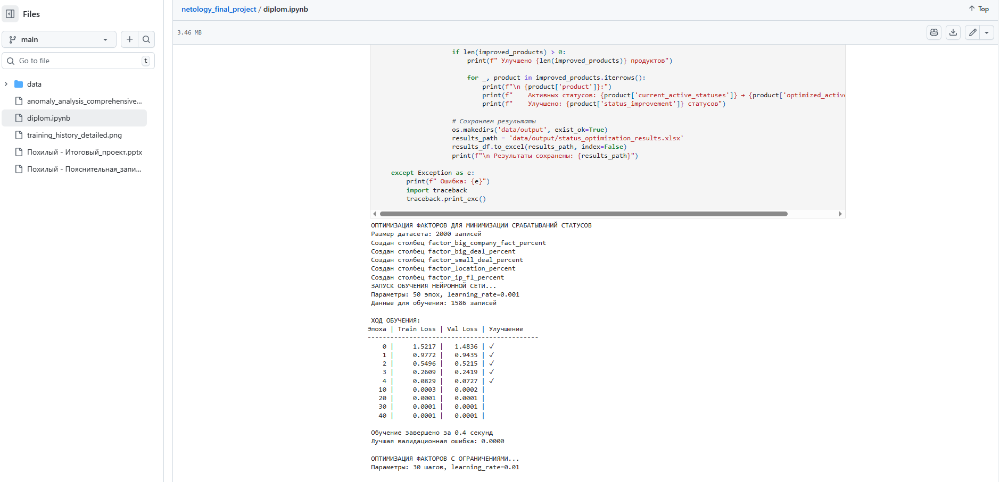 Files
main
Go to file
t
data
anomaly_analysis_comprehensive...
diplom.ipynb
training_history_detailed.png
Похилый - Итоговый_проект.pptx
Похилый - Пояснительная_запи...
netology_final_project / diplom.ipynb
Top
3.46 MB
if len(improved_products) > 0:
print(f" Улучшено {len(improved_products)} продуктов")
for _, product in improved_products.iterrows():
print(f"\n {product['product']}:")
print(f"    Активных статусов: {product['current_active_statuses']} → {product['optimized_active
print(f"    Улучшено: {product['status_improvement']} статусов")
# Сохраняем результаты
os.makedirs('data/output', exist_ok=True)
results_path = 'data/output/status_optimization_results.xlsx'
results_df.to_excel(results_path, index=False)
print(f"\n Результаты сохранены: {results_path}")
except Exception as e:
print(f" Ошибка: {e}")
import traceback
traceback.print_exc()
ОПТИМИЗАЦИЯ ФАКТОРОВ ДЛЯ МИНИМИЗАЦИИ СРАБАТЫВАНИЙ СТАТУСОВ
Размер датасета: 2000 записей
Создан столбец factor_big_company_fact_percent
Создан столбец factor_big_deal_percent
Создан столбец factor_small_deal_percent
Создан столбец factor_location_percent
Создан столбец factor_ip_fl_percent
ЗАПУСК ОБУЧЕНИЯ НЕЙРОННОЙ СЕТИ...
Параметры: 50 эпох, learning_rate=0.001
Данные для обучения: 1586 записей
ХОД ОБУЧЕНИЯ:
Эпоха | Train Loss | Val Loss | Улучшение
---------------------------------------------
0 | 1.5217 | 1.4836 | ✓
1 | 0.9772 | 0.9435 | ✓
2 | 0.5496 | 0.5215 | ✓
3 | 0.2609 | 0.2419 | ✓
4 | 0.0829 | 0.0727 | ✓
10 | 0.0003 | 0.0002 |
20 | 0.0001 | 0.0001 |
30 | 0.0001 | 0.0001 |
40 | 0.0001 | 0.0001 |
Обучение завершено за 0.4 секунд
Лучшая валидационная ошибка: 0.0000
ОПТИМИЗАЦИЯ ФАКТОРОВ С ОГРАНИЧЕНИЯМИ...
Параметры: 30 шагов, learning_rate=0.01